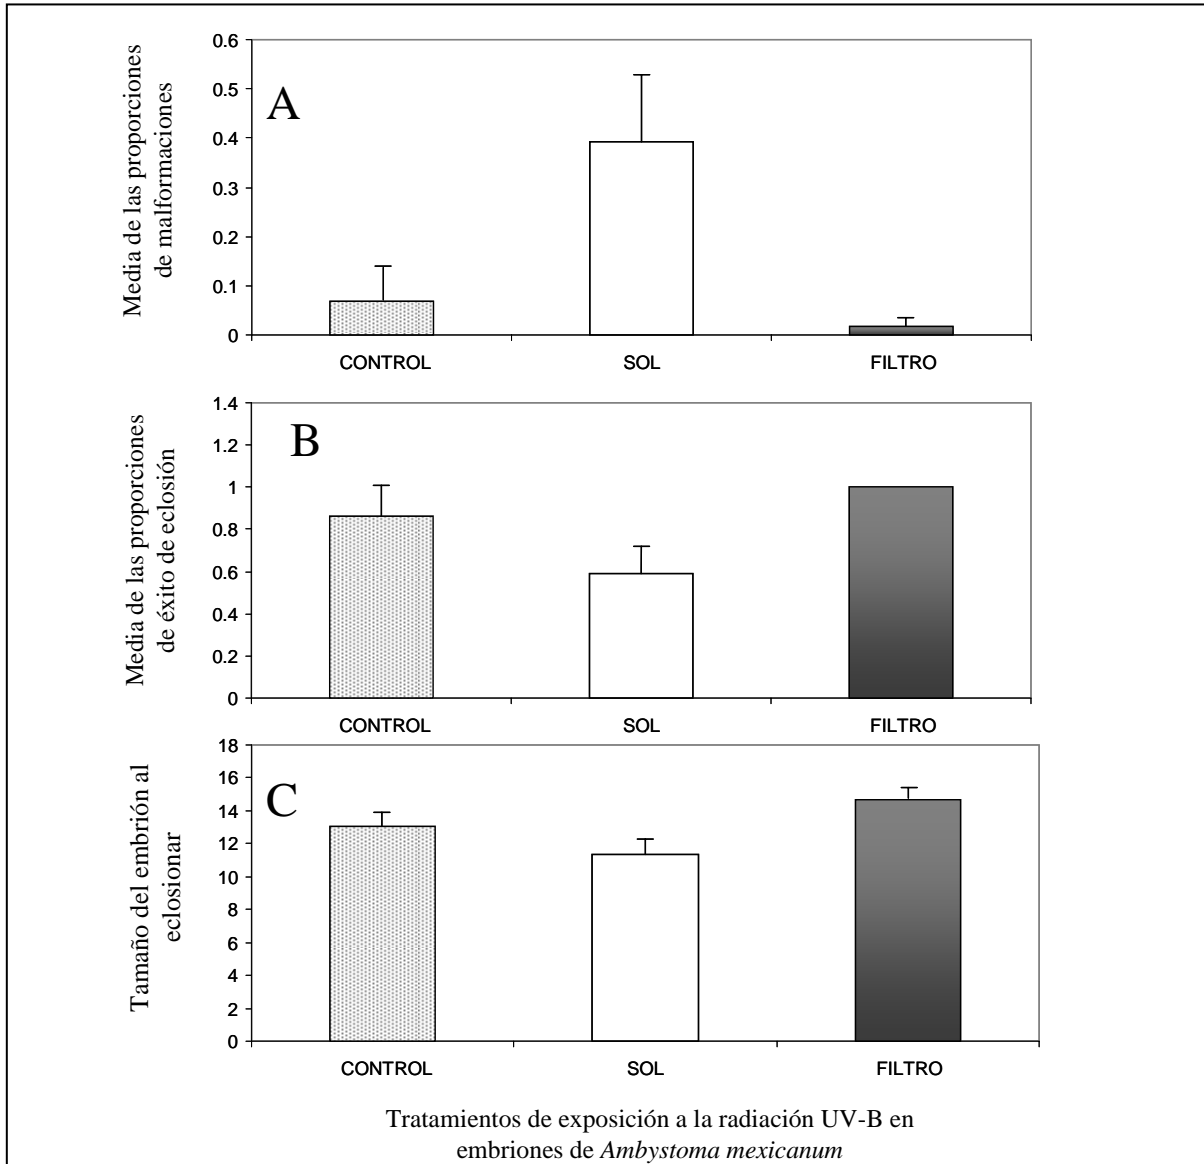 Media de las proporciones
de malformaciones
A
0.6
0.5
0.4
0.3
0.2
0.1
0
CONTROL SOL FILTRO
Media de las proporciones
de éxito de eclosión
B
1.4
1.2
1
0.8
0.6
0.4
0.2
0
CONTROL SOL FILTRO
Tamaño del embrión al
eclosionar
C
18
16
14
12
10
8
6
4
2
0
CONTROL SOL FILTRO
Tratamientos de exposición a la radiación UV-B en
embriones de Ambystoma mexicanum